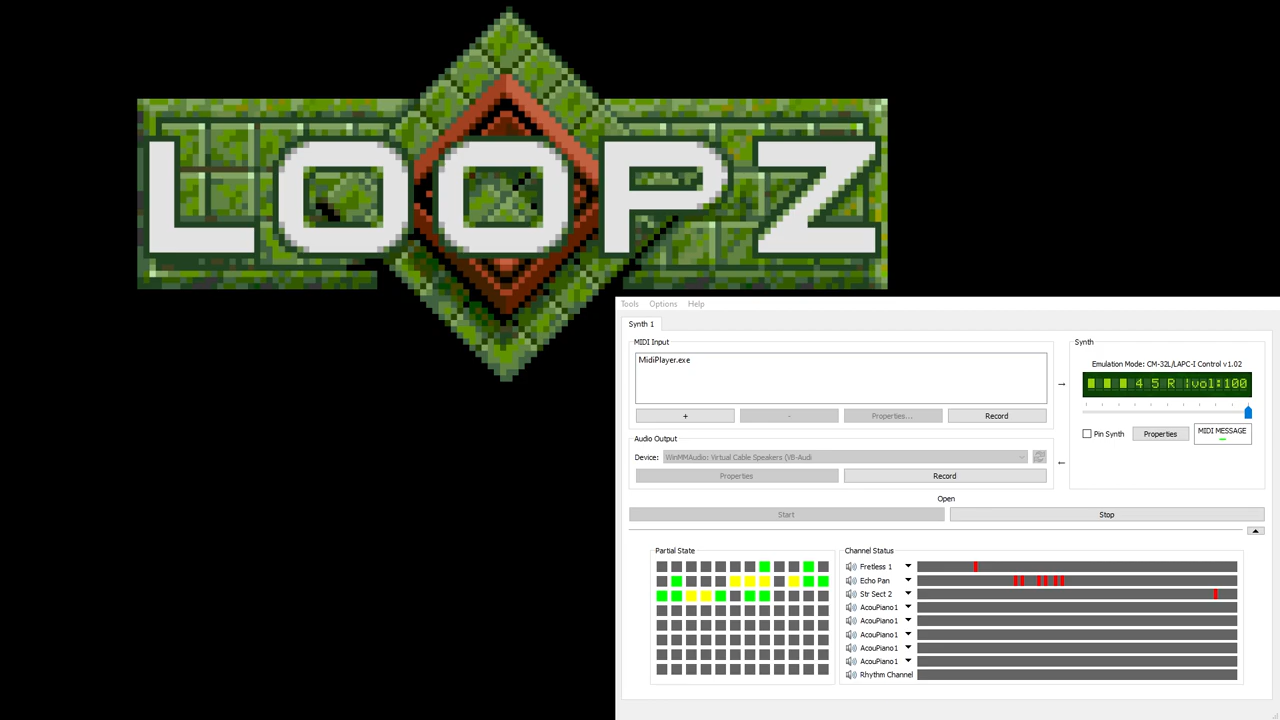 LOOPZ
Tools Options Help
Synth 1
MIDI Input
MidiPlayer.exe
+ - Properties... Record
Audio Output
Device: WinMMAudio: Virtual Cable Speakers (VB-Audi
Properties Record
Synth
Emulation Mode: CM-32L/LAPC-I Control v1.02
4 5 R |vol:100
Pin Synth Properties MIDI MESSAGE
Open
Start Stop
Partial State
Channel Status
Fretless 1
Echo Pan
Str Sect 2
AcouPiano1
AcouPiano1
AcouPiano1
AcouPiano1
AcouPiano1
Rhythm Channel